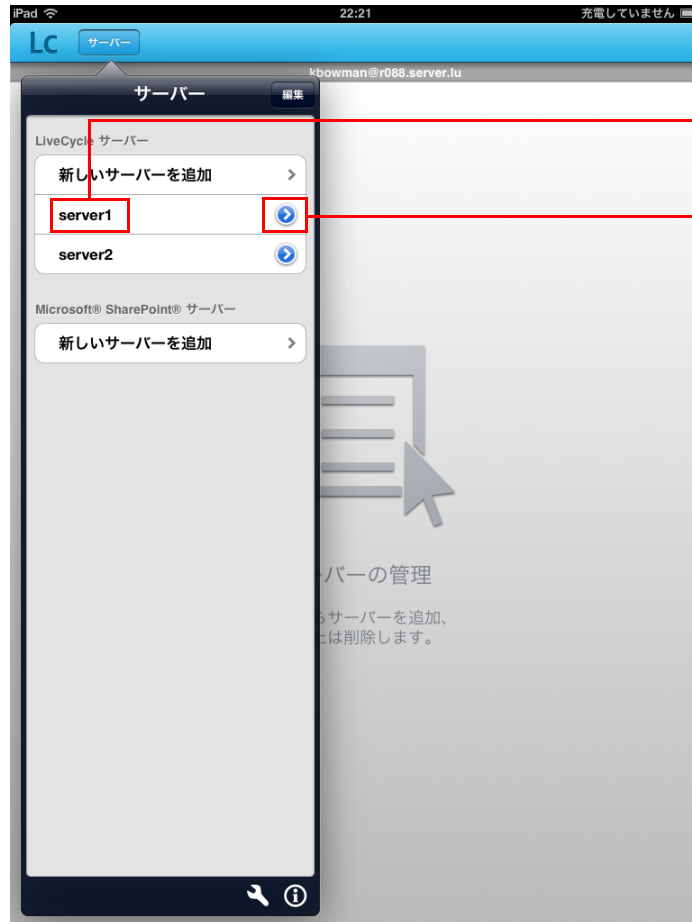 iPad 22:21 充電していません
Lc サーバー
kbowman@r088.server.lu
サーバー 編集
LiveCycle サーバー
新しいサーバーを追加
server1
server2
Microsoft® SharePoint® サーバー
新しいサーバーを追加
バーの管理
らサーバーを追加、
は削除します。